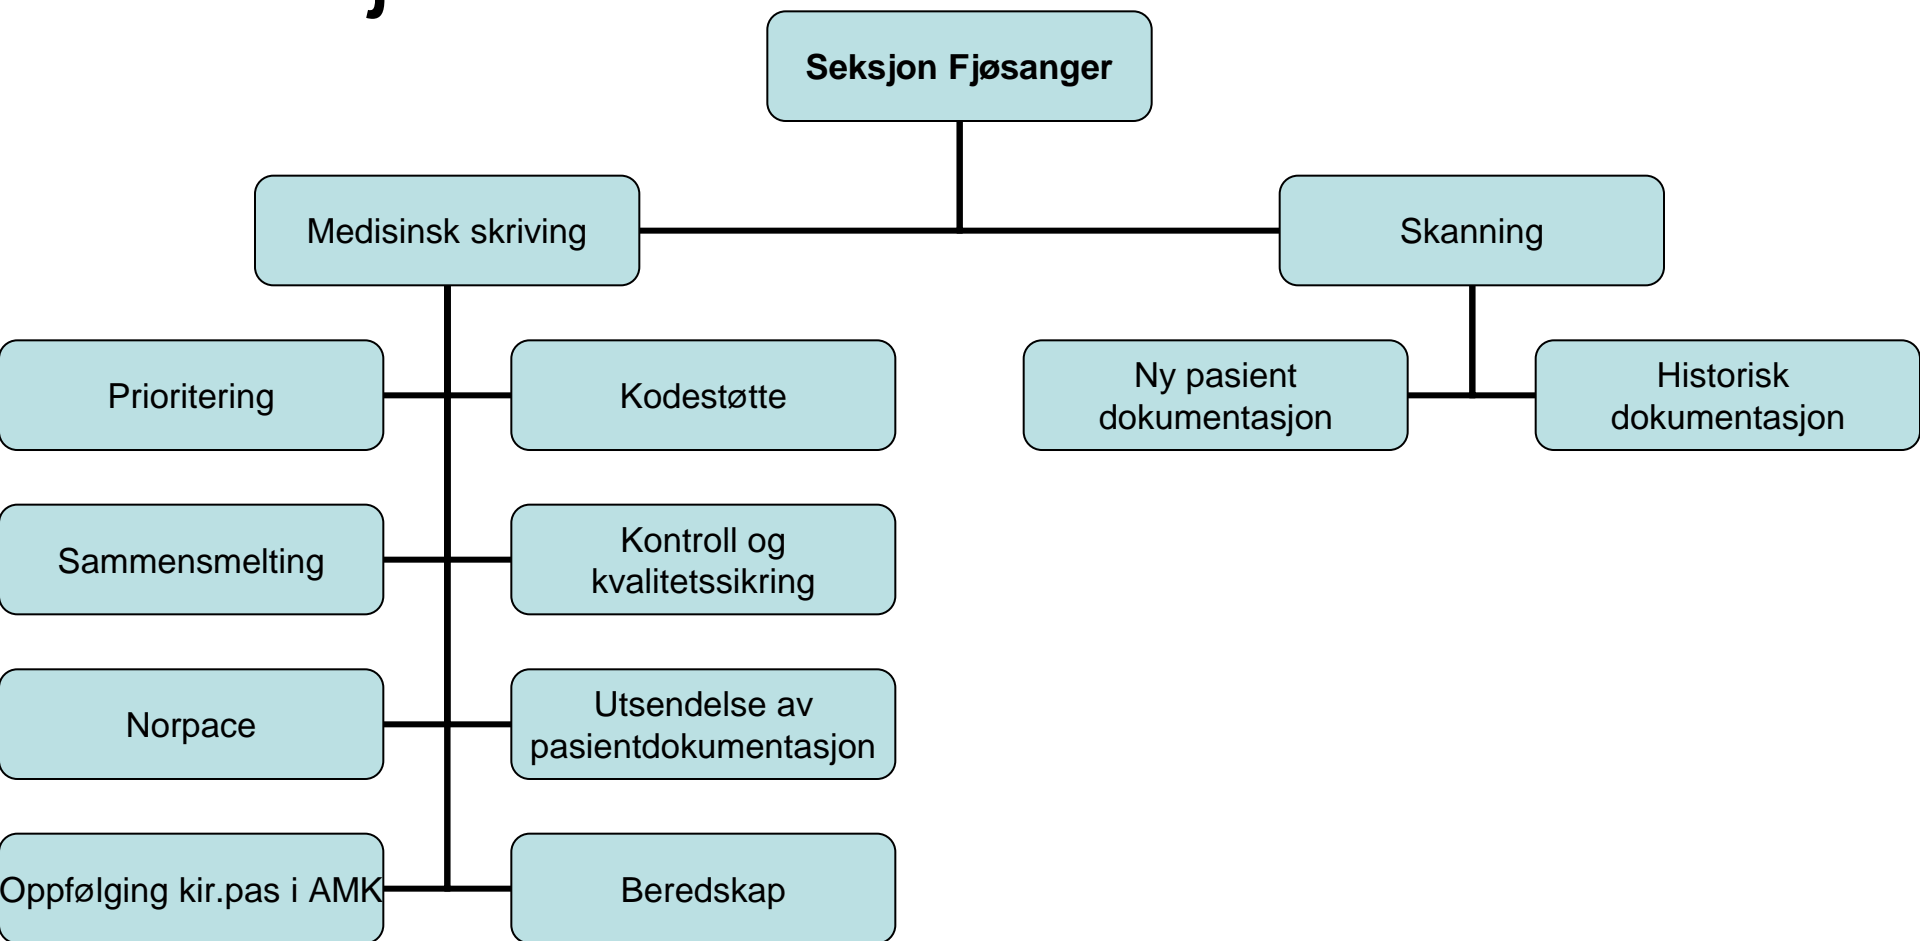 Seksjon Fjøsanger
Medisinsk skriving
Skanning
Prioritering
Kodestøtte
Ny pasient
dokumentasjon
Historisk
dokumentasjon
Sammensmelting
Kontroll og
kvalitetssikring
Norpace
Utsendelse av
pasientdokumentasjon
Oppfølging kir.pas i AMK
Beredskap